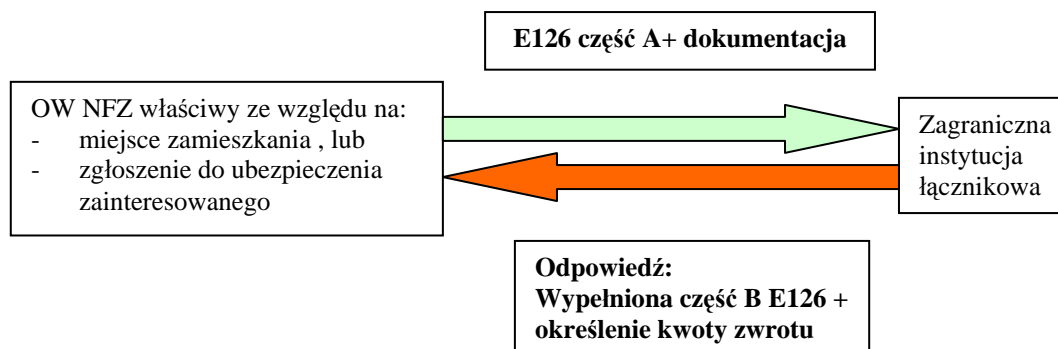 E126 część A+ dokumentacja
OW NFZ właściwy ze względu na:
- miejsce zamieszkania , lub
- zgłoszenie do ubezpieczenia
zainteresowanego
Zagraniczna
instytucja
łącznikowa
Odpowiedź:
Wypełniona część B E126 +
określenie kwoty zwrotu